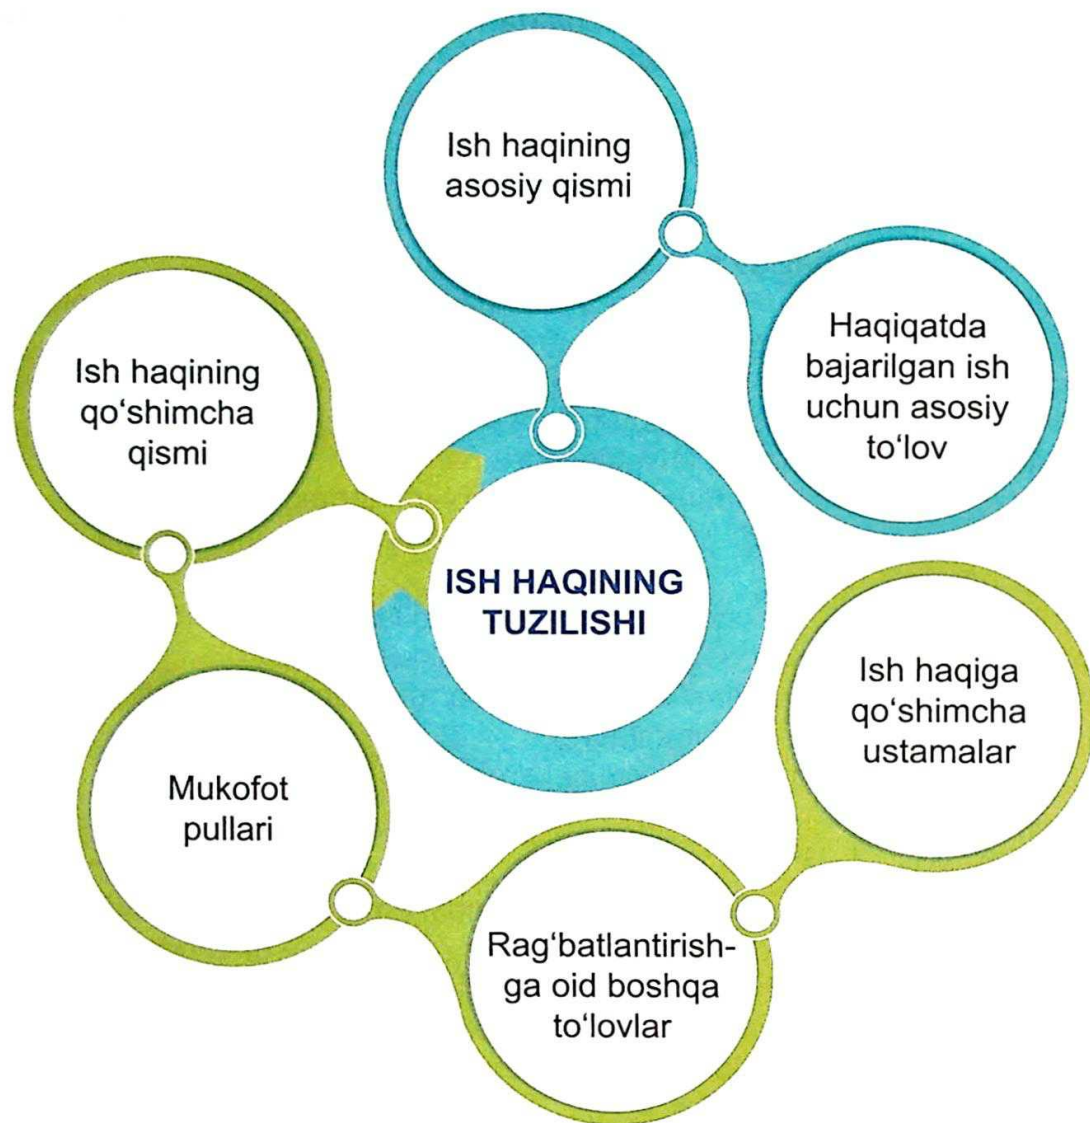 Ish haqining
asosiy qismi
Haqiqatda
bajarilgan ish
uchun asosiy
to‘lov
Ish haqining
qo‘shimcha
qismi
ISH HAQINING
TUZILISHI
Mukofot
pullari
Rag‘batlantirish-
ga oid boshqa
to‘lovlar
Ish haqiga
qo‘shimcha
ustamalar